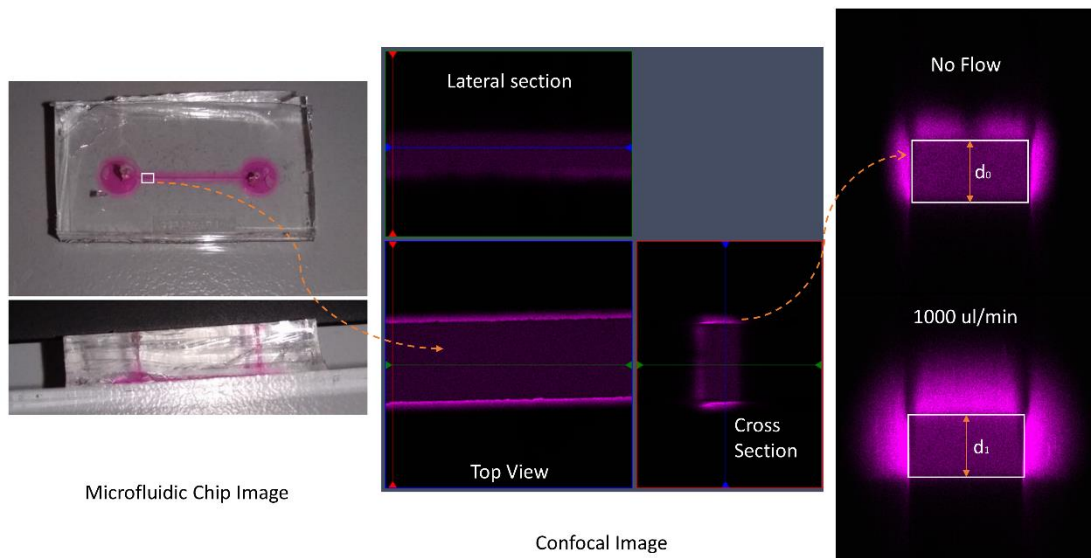 Lateral section
No Flow
d₀
1000 ul/min
d₁
Cross
Section
Top View
Microfluidic Chip Image
Confocal Image